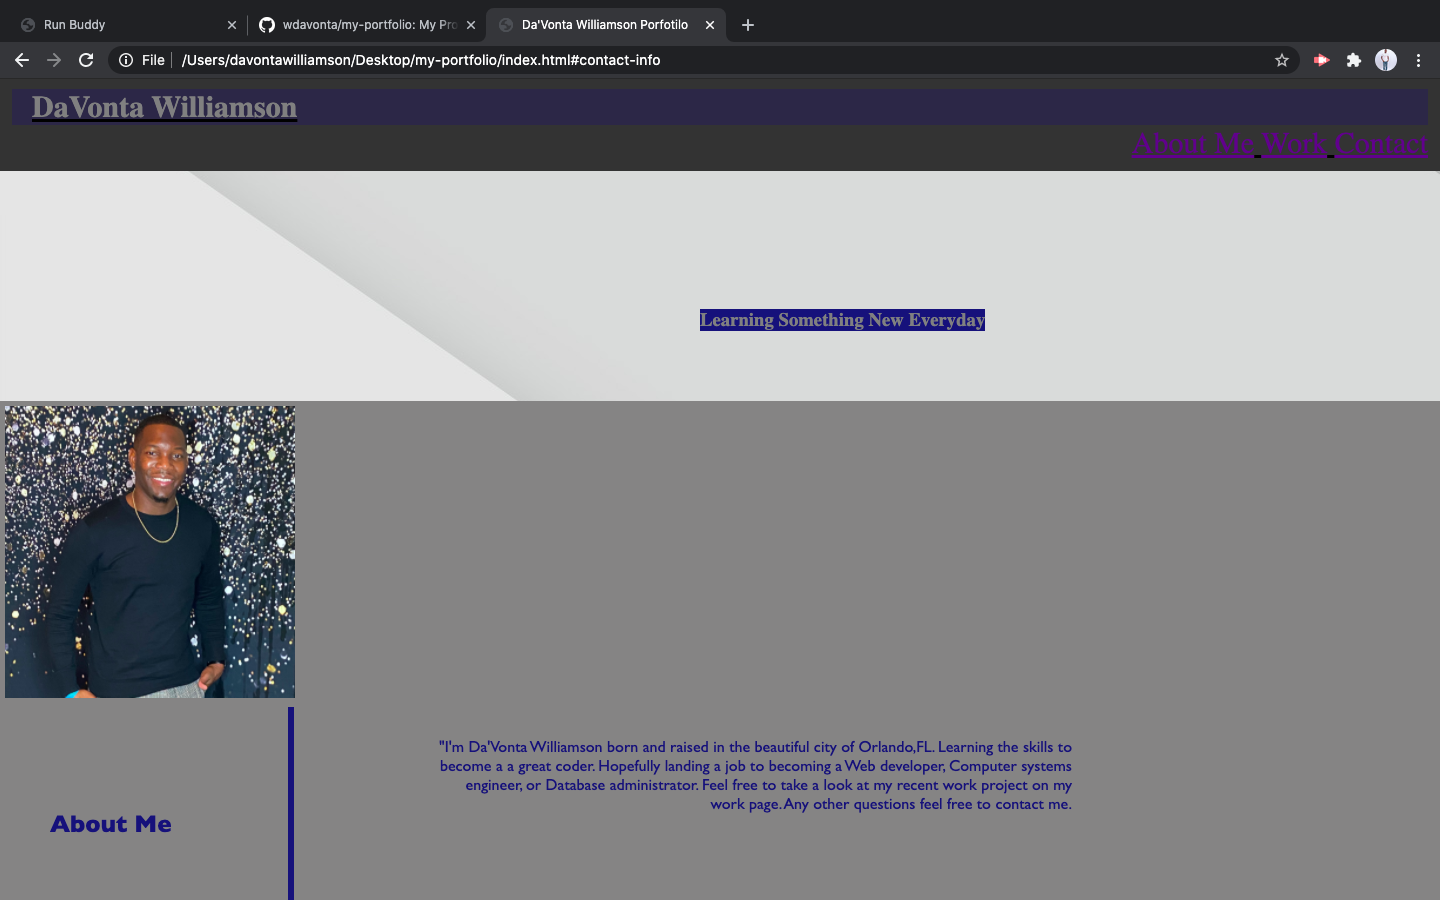 Run Buddy
wdavonta/my-portfolio: My Pro
Da'Vonta Williamson Porfotilo
File
/Users/davontawilliamson/Desktop/my-portfolio/index.html#contact-info
DaVonta Williamson
About Me Work Contact
Learning Something New Everyday
"I'm Da'Vonta Williamson born and raised in the beautiful city of Orlando,FL. Learning the skills to
become a a great coder. Hopefully landing a job to becoming a Web developer, Computer systems
engineer, or Database administrator. Feel free to take a look at my recent work project on my
work page. Any other questions feel free to contact me.
About Me